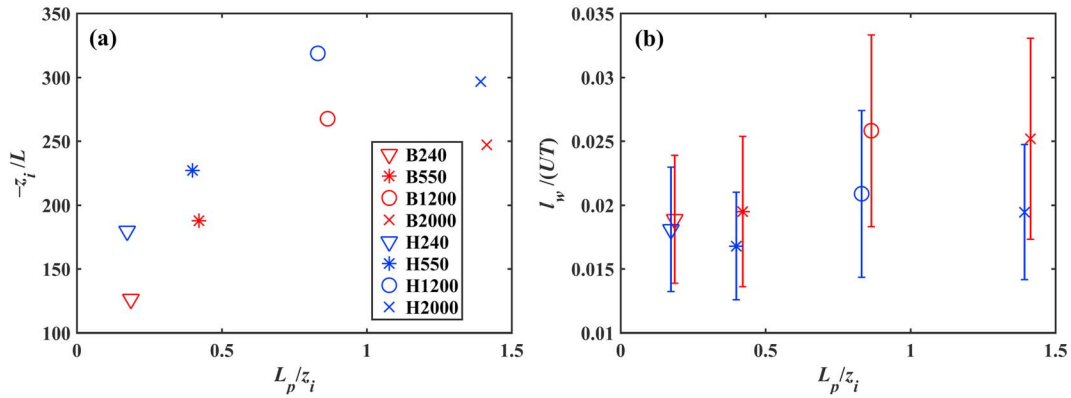 (a)
350
300
250
200
150
100
−z_i/L
0
0.5
1
1.5
L_p/z_i
B240
B550
B1200
B2000
H240
H550
H1200
H2000
(b)
0.035
0.03
0.025
0.02
0.015
0.01
l_w/(UT)
0
0.5
1
1.5
L_p/z_i